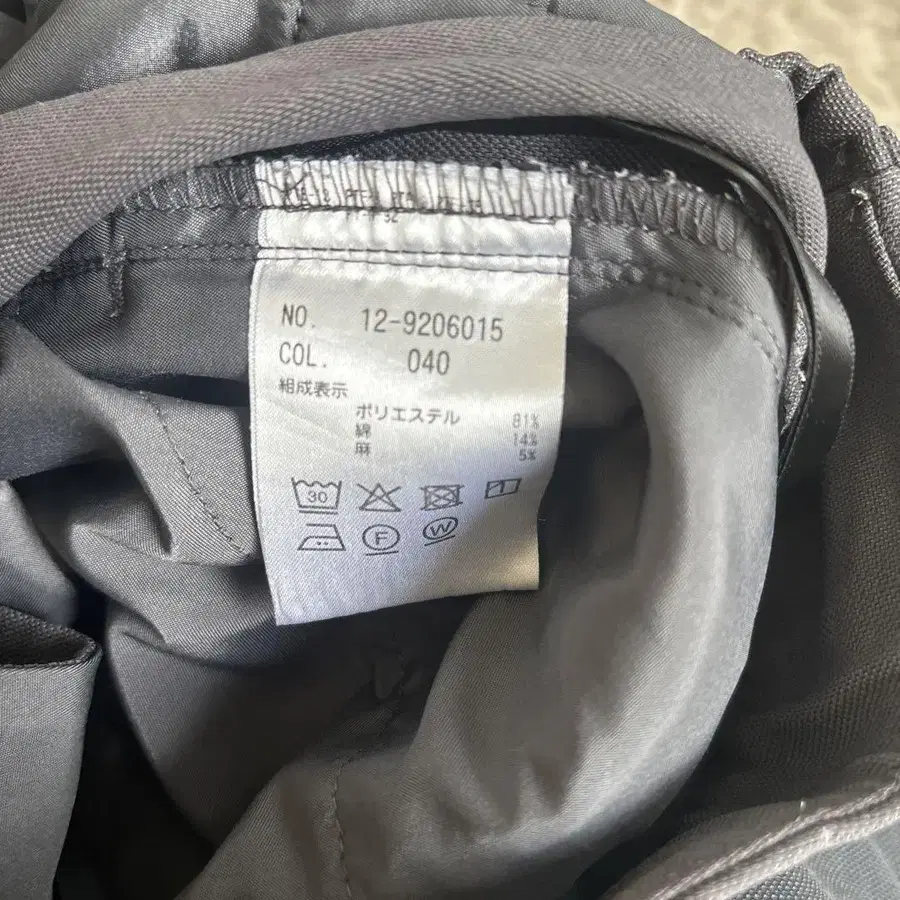 NO. 12-9206015
COL. 040
組成表示
ポリエステル 81%
綿 14%
麻 5%
30
F W